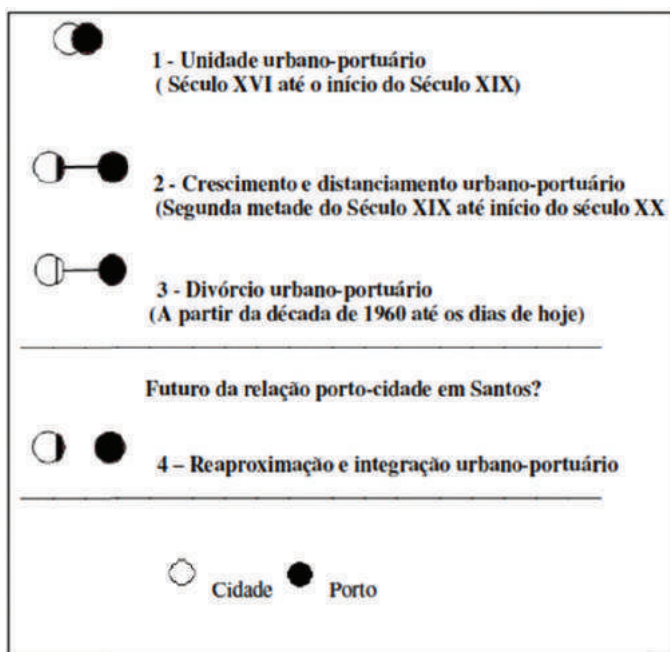 1 - Unidade urbano-portuário
( Século XVI até o início do Século XIX)
2 - Crescimento e distanciamento urbano-portuário
(Segunda metade do Século XIX até início do século XX
3 - Divórcio urbano-portuário
(A partir da década de 1960 até os dias de hoje)
Futuro da relação porto-cidade em Santos?
4 – Reaproximação e integração urbano-portuário
Cidade Porto